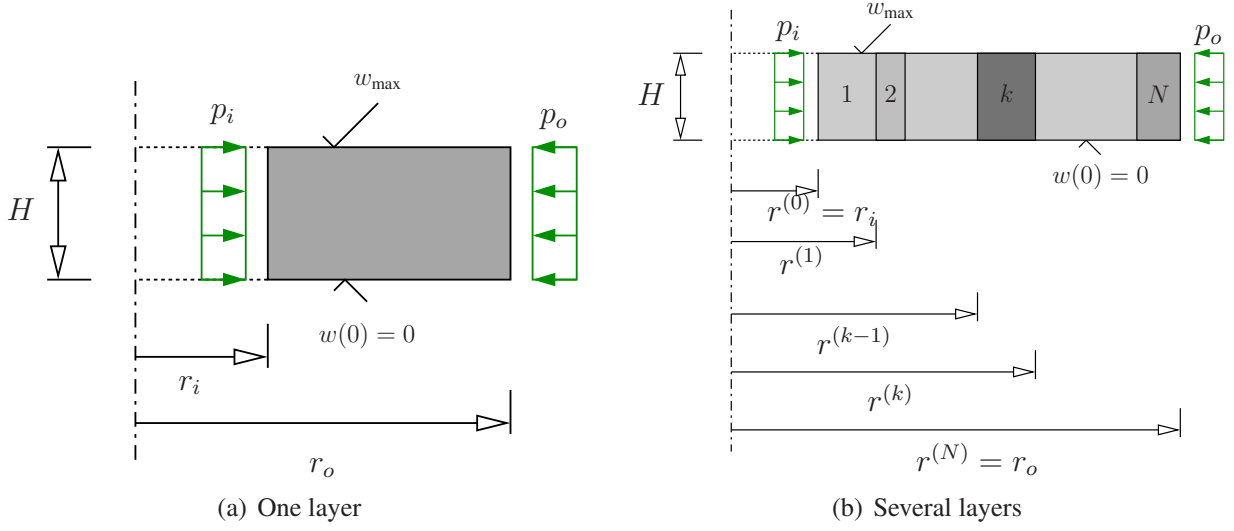 w_max
p_i
p_o
H
w(0) = 0
r_i
r_o
(a) One layer
w_max
p_i
p_o
H
1
2
k
N
w(0) = 0
r^(0) = r_i
r^(1)
r^(k−1)
r^(k)
r^(N) = r_o
(b) Several layers